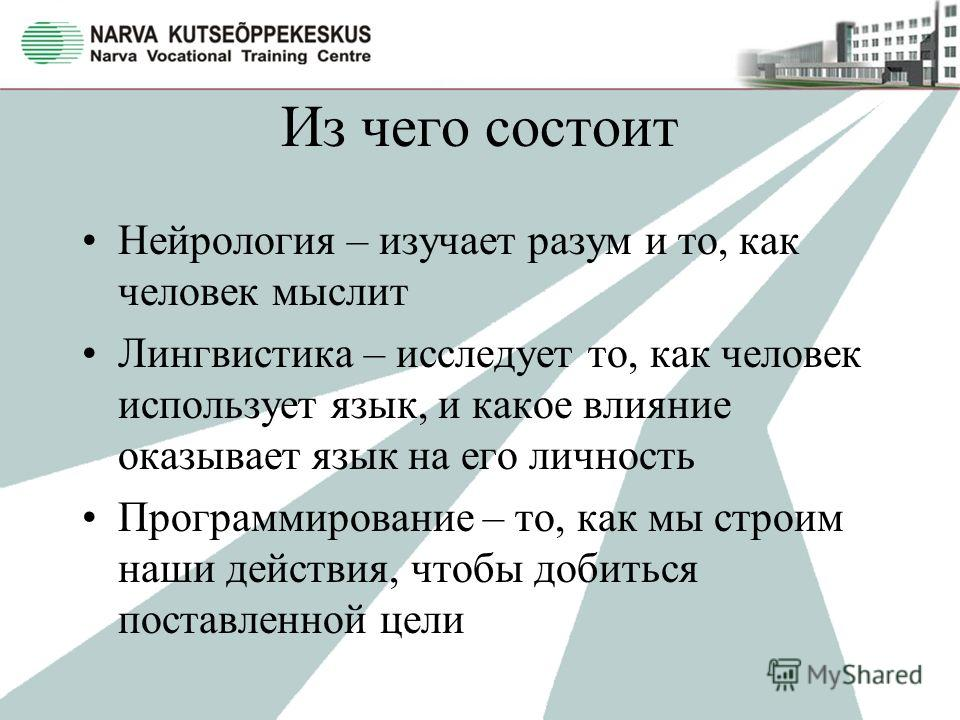 NARVA KUTSEÕPPEKESKUS
Narva Vocational Training Centre
Из чего состоит
• Нейрология – изучает разум и то, как
человек мыслит
• Лингвистика – исследует то, как человек
использует язык, и какое влияние
оказывает язык на его личность
• Программирование – то, как мы строим
наши действия, чтобы добиться
поставленной цели
MyShared